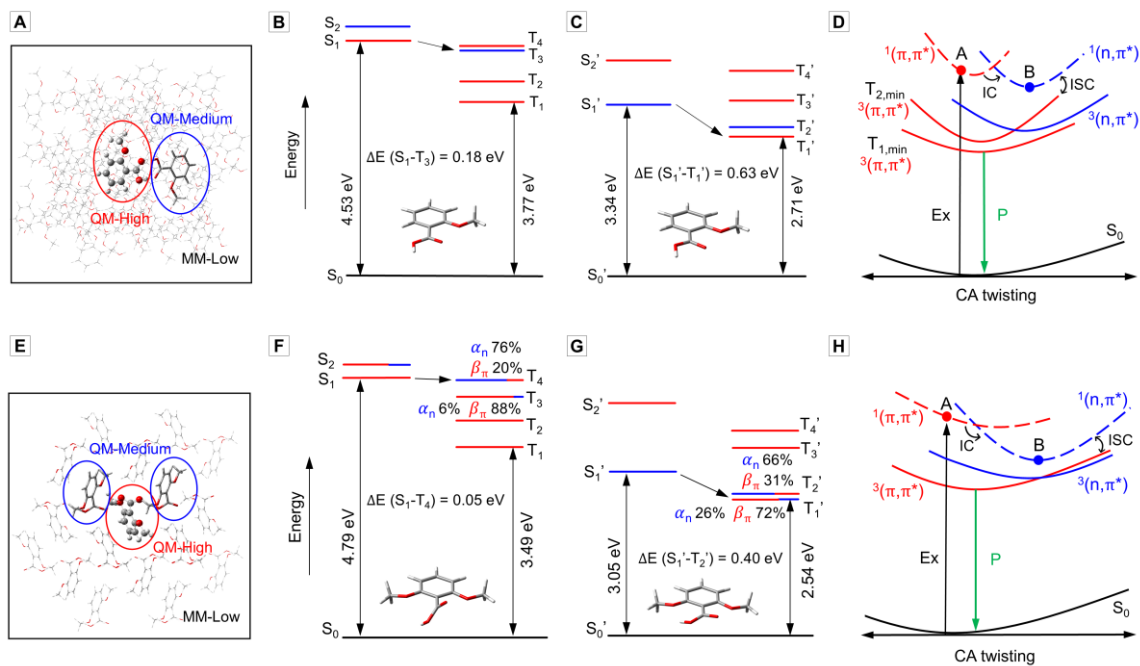 A
QM-Medium
QM-High
MM-Low
B
Energy
S₂
S₁
T₄
T₃
T₂
T₁
ΔE (S₁-T₃) = 0.18 eV
4.53 eV
3.77 eV
S₀
C
S₂'
S₁'
T₄'
T₃'
T₂'
T₁'
ΔE (S₁'-T₁') = 0.63 eV
3.34 eV
2.71 eV
S₀'
D
¹(π,π*)
A
B
¹(n,π*)
IC
ISC
T₂,min
³(π,π*)
³(n,π*)
T₁,min
³(π,π*)
Ex
P
S₀
CA twisting
E
QM-Medium
QM-High
MM-Low
F
Energy
S₂
S₁
αₙ 76%
βπ 20%
T₄
T₃
αₙ 6% βπ 88%
T₂
T₁
ΔE (S₁-T₄) = 0.05 eV
4.79 eV
3.49 eV
S₀'
G
S₂'
S₁'
T₄'
T₃'
αₙ 66%
βπ 31%
T₂'
αₙ 26% βπ 72%
T₁'
ΔE (S₁'-T₂') = 0.40 eV
3.05 eV
2.54 eV
S₀'
H
¹(π,π*)
A
B
¹(n,π*)
IC
ISC
³(π,π*)
³(n,π*)
Ex
P
S₀
CA twisting